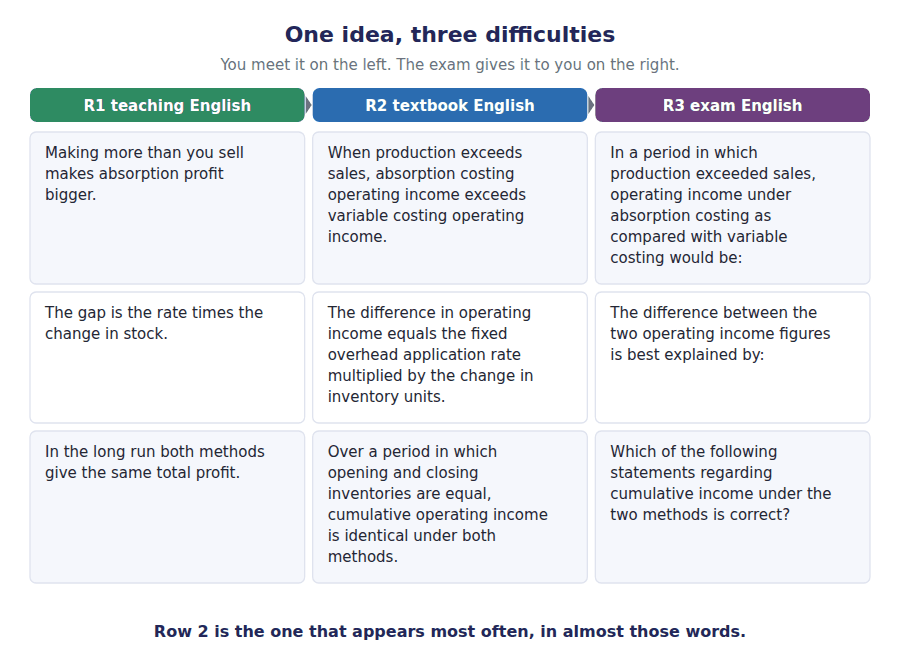 One idea, three difficulties
You meet it on the left. The exam gives it to you on the right.
R1 teaching English
R2 textbook English
R3 exam English
Making more than you sell
makes absorption profit
bigger.
When production exceeds
sales, absorption costing
operating income exceeds
variable costing operating
income.
In a period in which
production exceeded sales,
operating income under
absorption costing as
compared with variable
costing would be:
The gap is the rate times the
change in stock.
The difference in operating
income equals the fixed
overhead application rate
multiplied by the change in
inventory units.
The difference between the
two operating income figures
is best explained by:
In the long run both methods
give the same total profit.
Over a period in which
opening and closing
inventories are equal,
cumulative operating income
is identical under both
methods.
Which of the following
statements regarding
cumulative income under the
two methods is correct?
Row 2 is the one that appears most often, in almost those words.